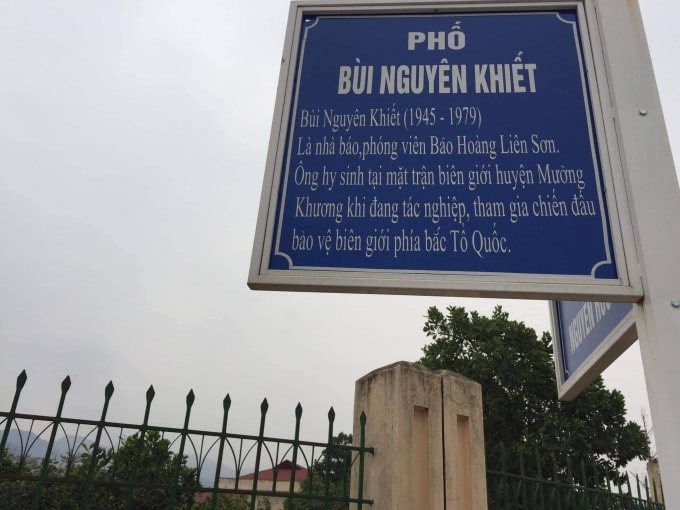 PHỐ
BÙI NGUYÊN KHIẾT
Bùi Nguyên Khiết (1945 - 1979)
Là nhà báo,phóng viên Báo Hoàng Liên Sơn.
Ông hy sinh tại mặt trận biên giới huyện Mường
Khương khi đang tác nghiệp, tham gia chiến đấu
bảo vệ biên giới phía bắc Tổ Quốc.
NGUYEN